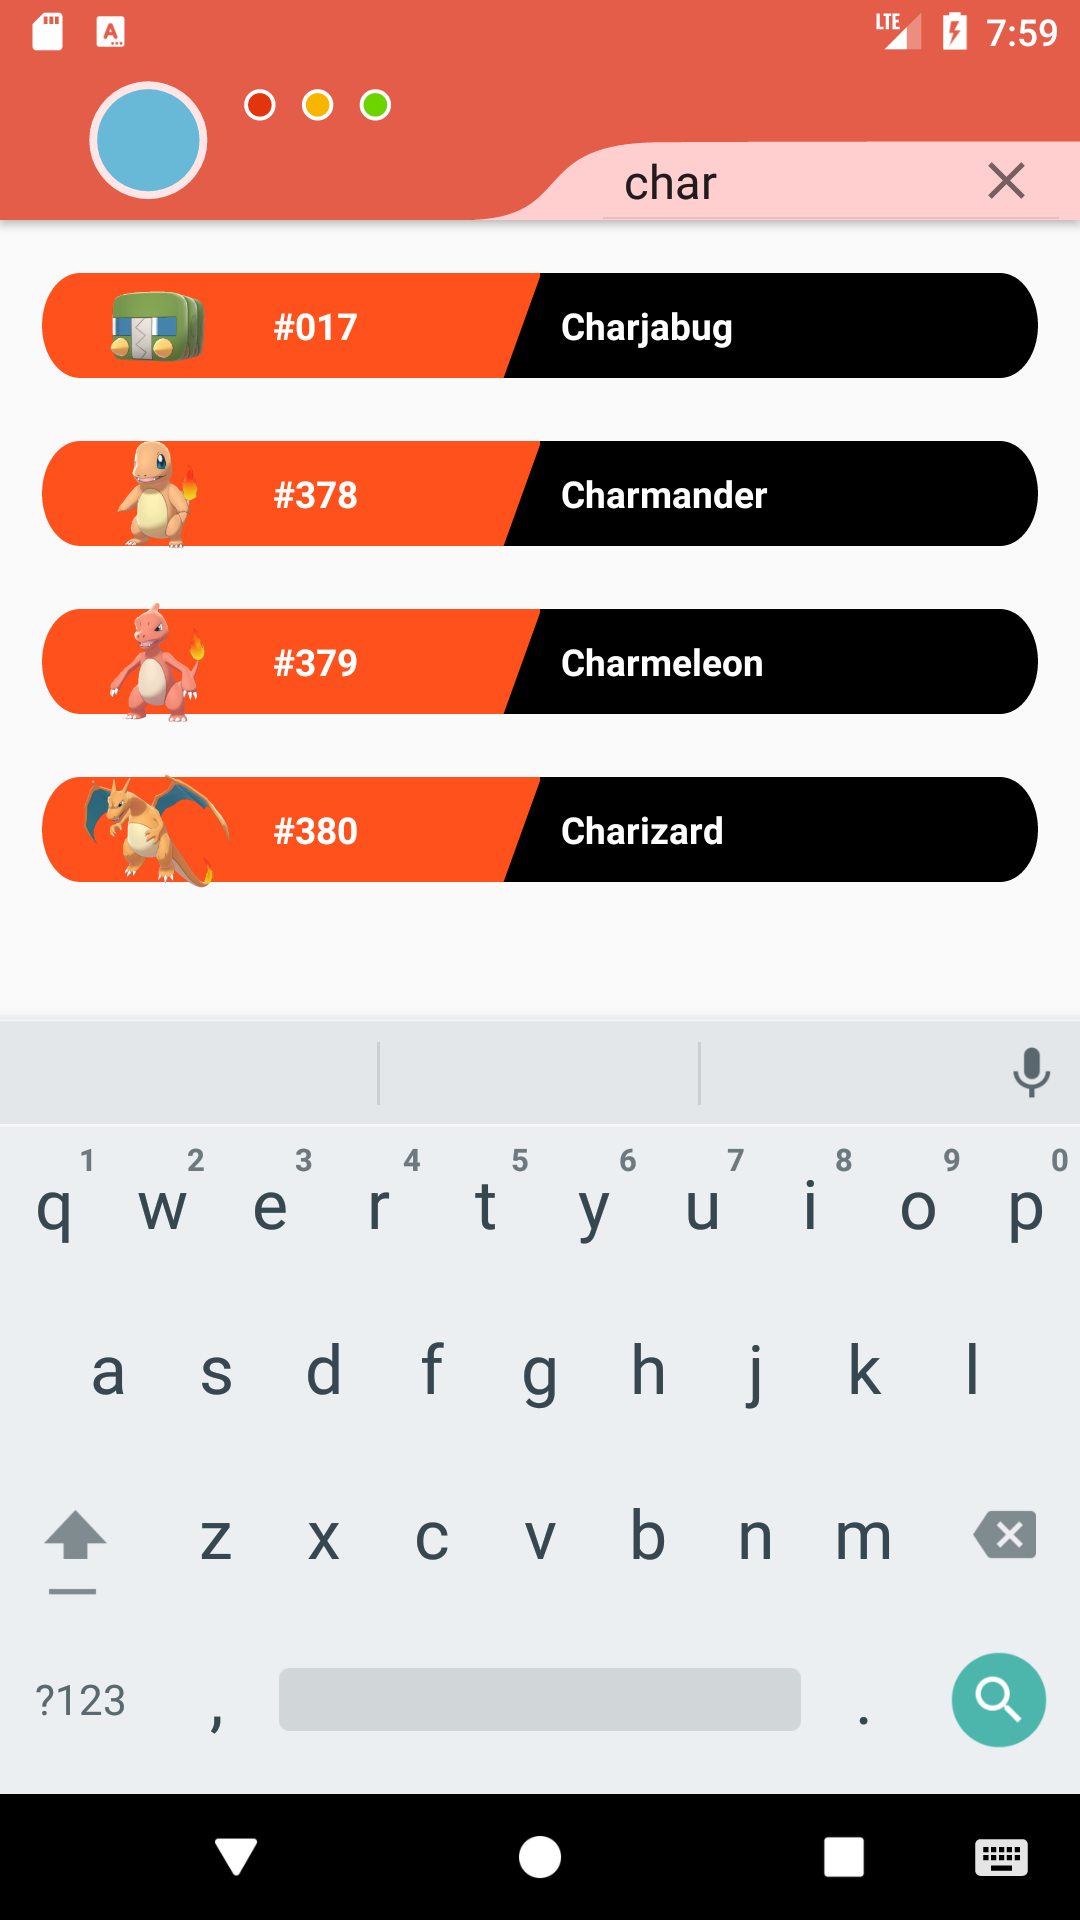 LTE 7:59
char
#017 Charjabug
#378 Charmander
#379 Charmeleon
#380 Charizard
1 2 3 4 5 6 7 8 9 0
q w e r t y u i o p
a s d f g h j k l
z x c v b n m
?123 , .